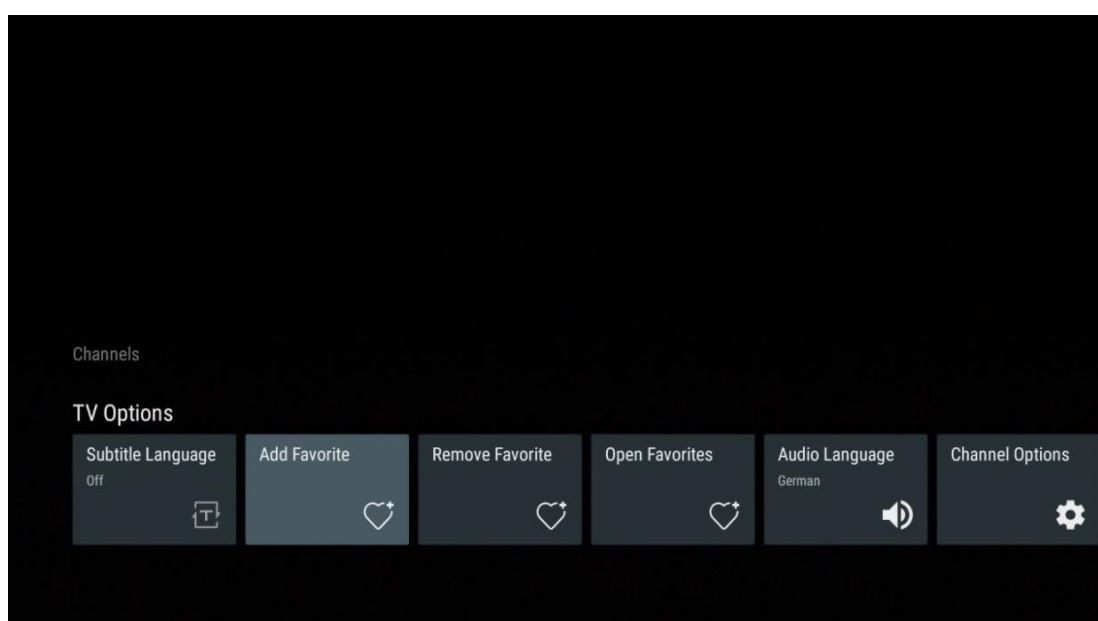 Channels
TV Options
Subtitle Language
Off
Add Favorite
Remove Favorite
Open Favorites
Audio Language
German
Channel Options